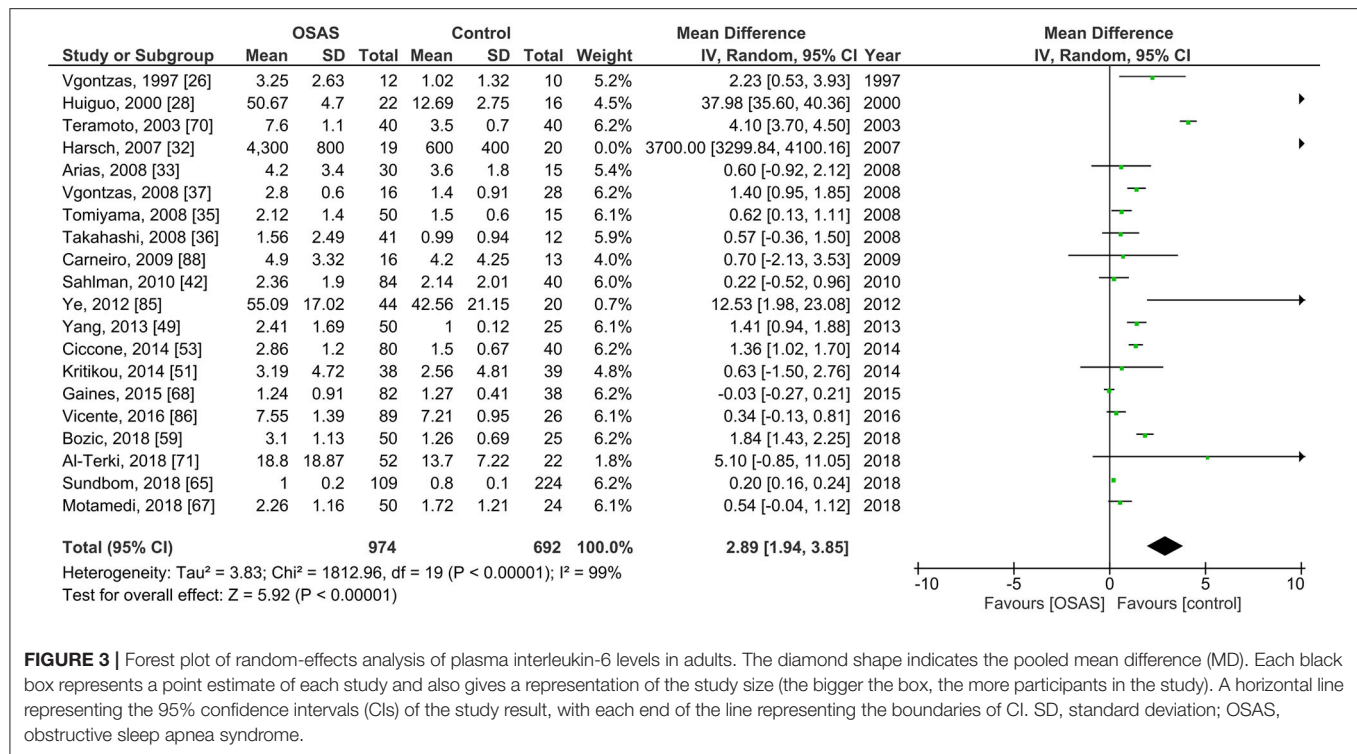 OSAS Control Mean Difference Mean Difference
Study or Subgroup Mean SD Total Mean SD Total Weight IV, Random, 95% CI Year IV, Random, 95% CI
Vgontzas, 1997 [26] 3.25 2.63 12 1.02 1.32 10 5.2% 2.23 [0.53, 3.93] 1997
Huiguo, 2000 [28] 50.67 4.7 22 12.69 2.75 16 4.5% 37.98 [35.60, 40.36] 2000
Teramoto, 2003 [70] 7.6 1.1 40 3.5 0.7 40 6.2% 4.10 [3.70, 4.50] 2003
Harsch, 2007 [32] 4,300 800 19 600 400 20 0.0% 3700.00 [3299.84, 4100.16] 2007
Arias, 2008 [33] 4.2 3.4 30 3.6 1.8 15 5.4% 0.60 [-0.92, 2.12] 2008
Vgontzas, 2008 [37] 2.8 0.6 16 1.4 0.91 28 6.2% 1.40 [0.95, 1.85] 2008
Tomiyama, 2008 [35] 2.12 1.4 50 1.5 0.6 15 6.1% 0.62 [0.13, 1.11] 2008
Takahashi, 2008 [36] 1.56 2.49 41 0.99 0.94 12 5.9% 0.57 [-0.36, 1.50] 2008
Carneiro, 2009 [88] 4.9 3.32 16 4.2 4.25 13 4.0% 0.70 [-2.13, 3.53] 2009
Sahlman, 2010 [42] 2.36 1.9 84 2.14 2.01 40 6.0% 0.22 [-0.52, 0.96] 2010
Ye, 2012 [85] 55.09 17.02 44 42.56 21.15 20 0.7% 12.53 [1.98, 23.08] 2012
Yang, 2013 [49] 2.41 1.69 50 1 0.12 25 6.1% 1.41 [0.94, 1.88] 2013
Ciccone, 2014 [53] 2.86 1.2 80 1.5 0.67 40 6.2% 1.36 [1.02, 1.70] 2014
Kritikou, 2014 [51] 3.19 4.72 38 2.56 4.81 39 4.8% 0.63 [-1.50, 2.76] 2014
Gaines, 2015 [68] 1.24 0.91 82 1.27 0.41 38 6.2% -0.03 [-0.27, 0.21] 2015
Vicente, 2016 [86] 7.55 1.39 89 7.21 0.95 26 6.1% 0.34 [-0.13, 0.81] 2016
Bozic, 2018 [59] 3.1 1.13 50 1.26 0.69 25 6.2% 1.84 [1.43, 2.25] 2018
Al-Terki, 2018 [71] 18.8 18.87 52 13.7 7.22 22 1.8% 5.10 [-0.85, 11.05] 2018
Sundbom, 2018 [65] 1 0.2 109 0.8 0.1 224 6.2% 0.20 [0.16, 0.24] 2018
Motamedi, 2018 [67] 2.26 1.16 50 1.72 1.21 24 6.1% 0.54 [-0.04, 1.12] 2018
Total (95% CI) 974 692 100.0% 2.89 [1.94, 3.85]
Heterogeneity: Tau² = 3.83; Chi² = 1812.96, df = 19 (P < 0.00001); I² = 99%
Test for overall effect: Z = 5.92 (P < 0.00001)
-10 -5 0 5 10
Favours [OSAS] Favours [control]
FIGURE 3 | Forest plot of random-effects analysis of plasma interleukin-6 levels in adults. The diamond shape indicates the pooled mean difference (MD). Each black
box represents a point estimate of each study and also gives a representation of the study size (the bigger the box, the more participants in the study). A horizontal line
representing the 95% confidence intervals (CIs) of the study result, with each end of the line representing the boundaries of CI. SD, standard deviation; OSAS,
obstructive sleep apnea syndrome.